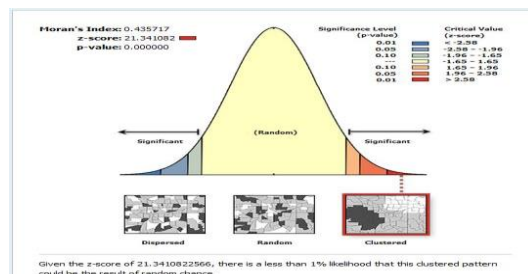 Moran's Index: 0.435717
z-score: 21.341082
p-value: 0.000000
Significance Level
(p-value)
Critical Value
(z-score)
0.01 < -2.58
0.05 -2.58 - -1.96
0.10 -1.96 - -1.65
--- -1.65 - 1.65
0.10 1.65 - 1.96
0.05 1.96 - 2.58
0.01 > 2.58
Significant
(Random)
Significant
Dispersed
Random
Clustered
Given the z-score of 21.3410822566, there is a less than 1% likelihood that this clustered pattern
could be the result of random chance